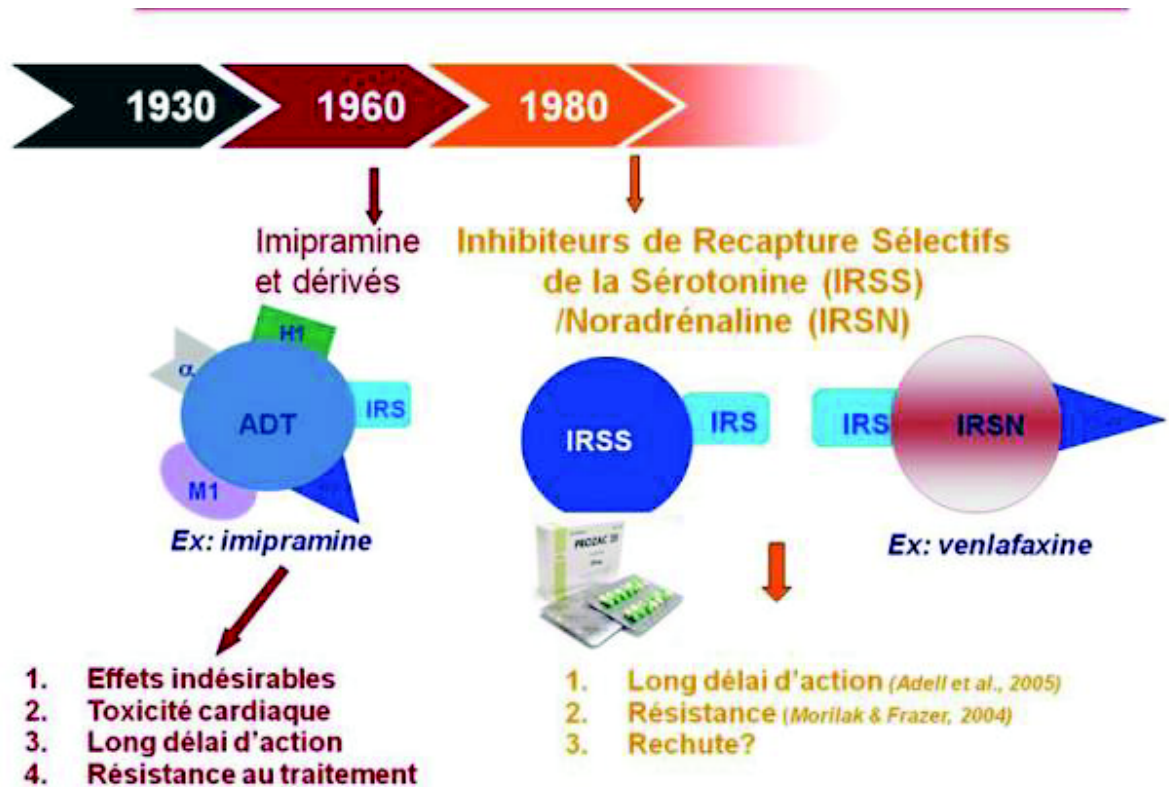 1930
1960
1980
Imipramine
et dérivés
Inhibiteurs de Recapture Sélectifs
de la Sérotonine (IRSS)
/Noradrénaline (IRSN)
H1
α
ADT
IRS
M1
Ex: imipramine
IRSS
IRS
IRS
IRSN
Ex: venlafaxine
PROZAC 20
1. Effets indésirables
2. Toxicité cardiaque
3. Long délai d'action
4. Résistance au traitement
1. Long délai d'action (Adell et al., 2005)
2. Résistance (Morilak & Frazer, 2004)
3. Rechute?